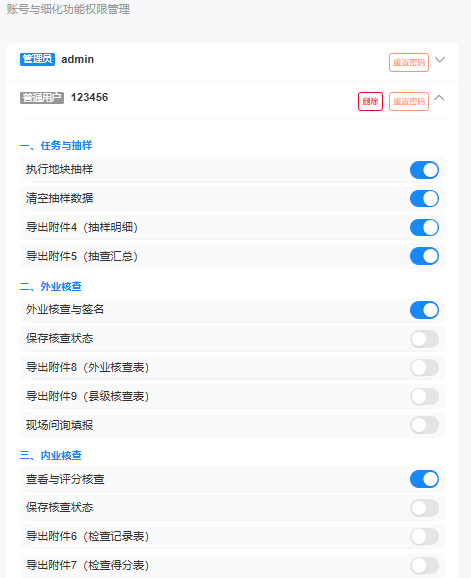 账号与细化功能权限管理
管理员 admin 重置密码
普通用户 123456 删除 重置密码
一、任务与抽样
执行地块抽样
清空抽样数据
导出附件4（抽样明细）
导出附件5（抽查汇总）
二、外业核查
外业核查与签名
保存核查状态
导出附件8（外业核查表）
导出附件9（县级核查表）
现场问询填报
三、内业核查
查看与评分核查
保存核查状态
导出附件6（检查记录表）
导出附件7（检查得分表）